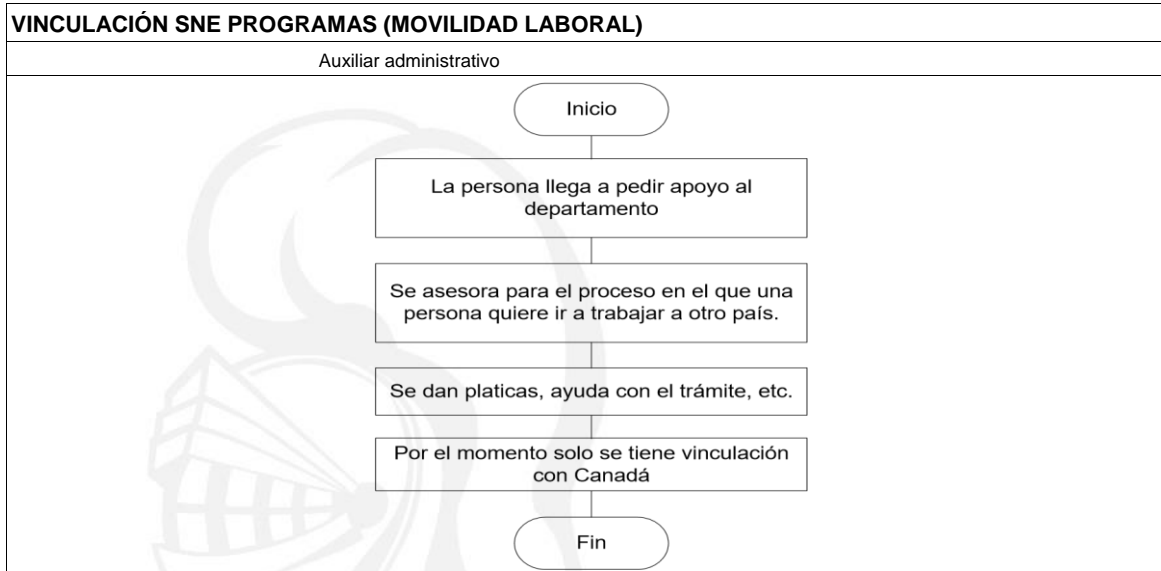 VINCULACIÓN SNE PROGRAMAS (MOVILIDAD LABORAL)
Auxiliar administrativo
Inicio
La persona llega a pedir apoyo al
departamento
Se asesora para el proceso en el que una
persona quiere ir a trabajar a otro país.
Se dan platicas, ayuda con el trámite, etc.
Por el momento solo se tiene vinculación
con Canadá
Fin